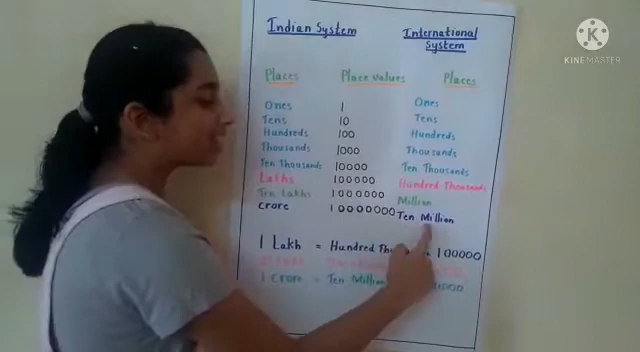 Indian System
International System
Places Place values Places
Ones 1 Ones
Tens 10 Tens
Hundreds 100 Hundreds
Thousands 1000 Thousands
Ten Thousands 10000 Ten Thousands
Lakhs 100000 Hundred Thousands
Ten Lakhs 1000000 Million
crore 10000000 Ten Million
1 Lakh = Hundred 100000
1 crore = Ten Million
K
KINEMASTER